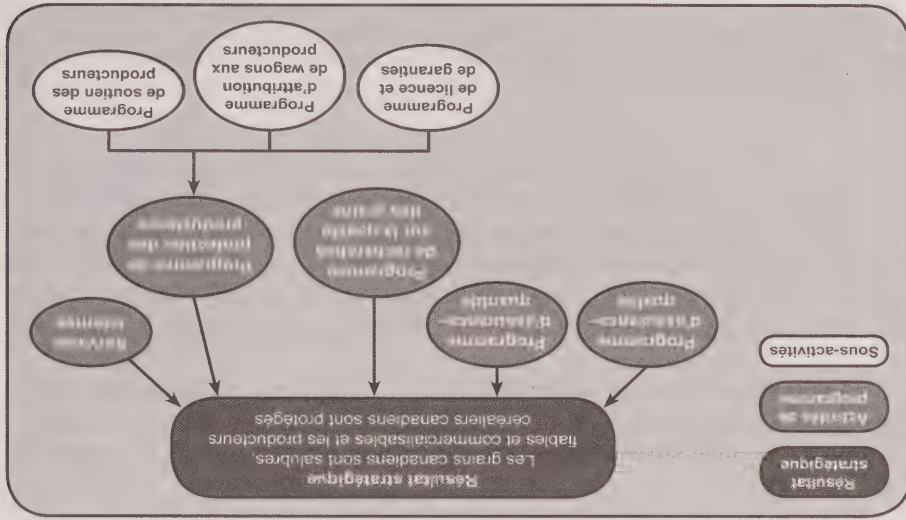 Résultat
stratégique
Résultat stratégique
Les grains canadiens sont salubres,
fiables et commercialisables et les producteurs
céréaliers canadiens sont protégés
Activités de
programme
Sous-activités
Programme
d'assurance-
qualité
Programme
d'assurance-
quantité
Programme
de recherches
sur la qualité
des grains
Programme de
protection des
producteurs
Services
internes
Programme
de licence et
de garanties
Programme
d'attribution
de wagons aux
producteurs
Programme
de soutien des
producteurs